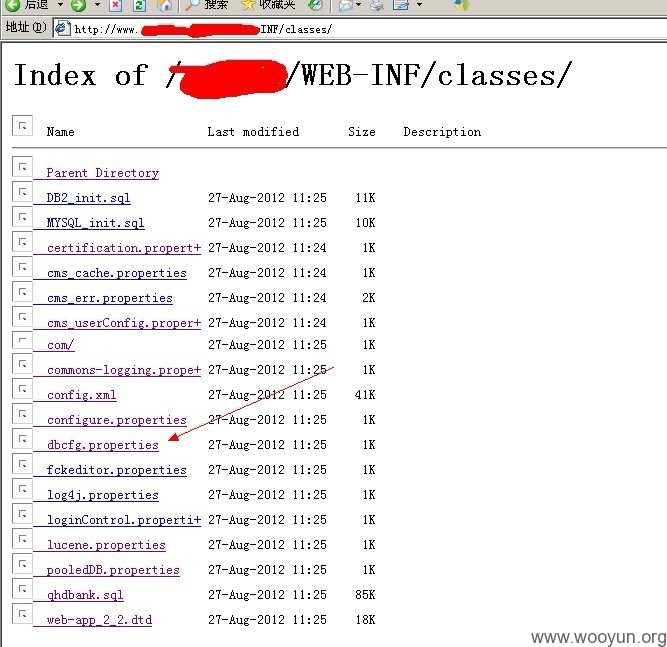 后退 搜索 收藏夹
地址(D) http://www. INF/classes/
Index of / /WEB-INF/classes/
Name Last modified Size Description
Parent Directory
DB2_init.sql 27-Aug-2012 11:25 11K
MYSQL_init.sql 27-Aug-2012 11:25 10K
certification.propert+ 27-Aug-2012 11:24 1K
cms_cache.properties 27-Aug-2012 11:24 1K
cms_err.properties 27-Aug-2012 11:24 2K
cms_userConfig.proper+ 27-Aug-2012 11:24 1K
com/ 27-Aug-2012 11:25 1K
commons-logging.prope+ 27-Aug-2012 11:25 1K
config.xml 27-Aug-2012 11:25 41K
configure.properties 27-Aug-2012 11:25 1K
dbcfg.properties 27-Aug-2012 11:25 1K
fckeditor.properties 27-Aug-2012 11:25 1K
log4j.properties 27-Aug-2012 11:25 1K
loginControl.properti+ 27-Aug-2012 11:25 1K
lucene.properties 27-Aug-2012 11:25 1K
pooledDB.properties 27-Aug-2012 11:25 1K
qhdbank.sql 27-Aug-2012 11:25 85K
web-app_2_2.dtd 27-Aug-2012 11:25 18K
www.wooyun.org